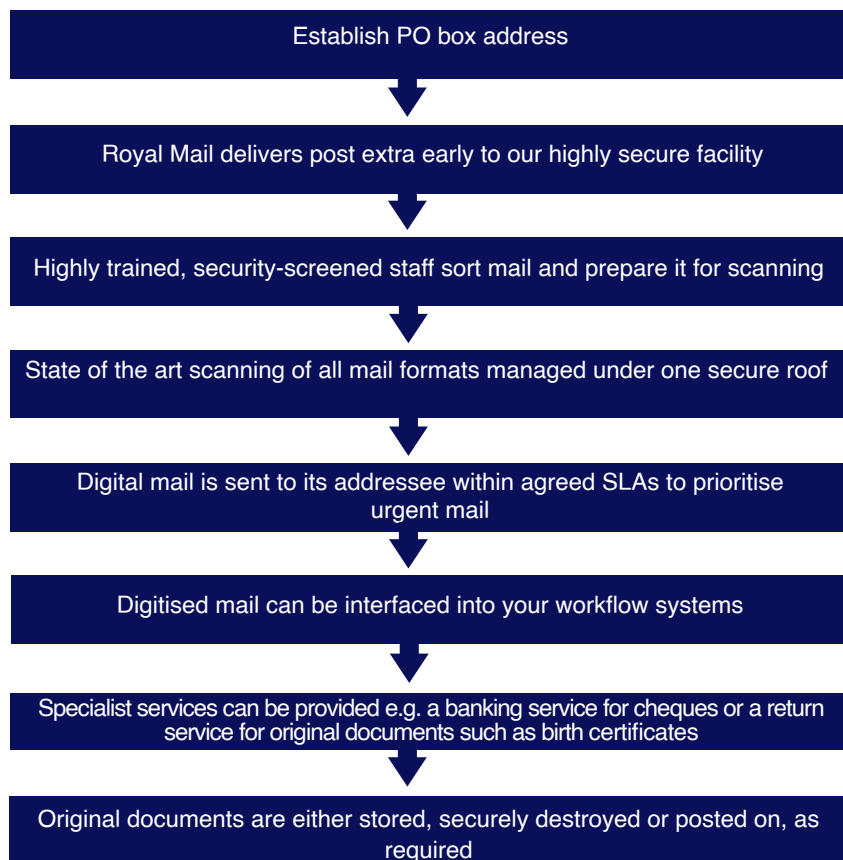 Establish PO box address
Royal Mail delivers post extra early to our highly secure facility
Highly trained, security-screened staff sort mail and prepare it for scanning
State of the art scanning of all mail formats managed under one secure roof
Digital mail is sent to its addressee within agreed SLAs to prioritise
urgent mail
Digitised mail can be interfaced into your workflow systems
Specialist services can be provided e.g. a banking service for cheques or a return
service for original documents such as birth certificates
Original documents are either stored, securely destroyed or posted on, as
required